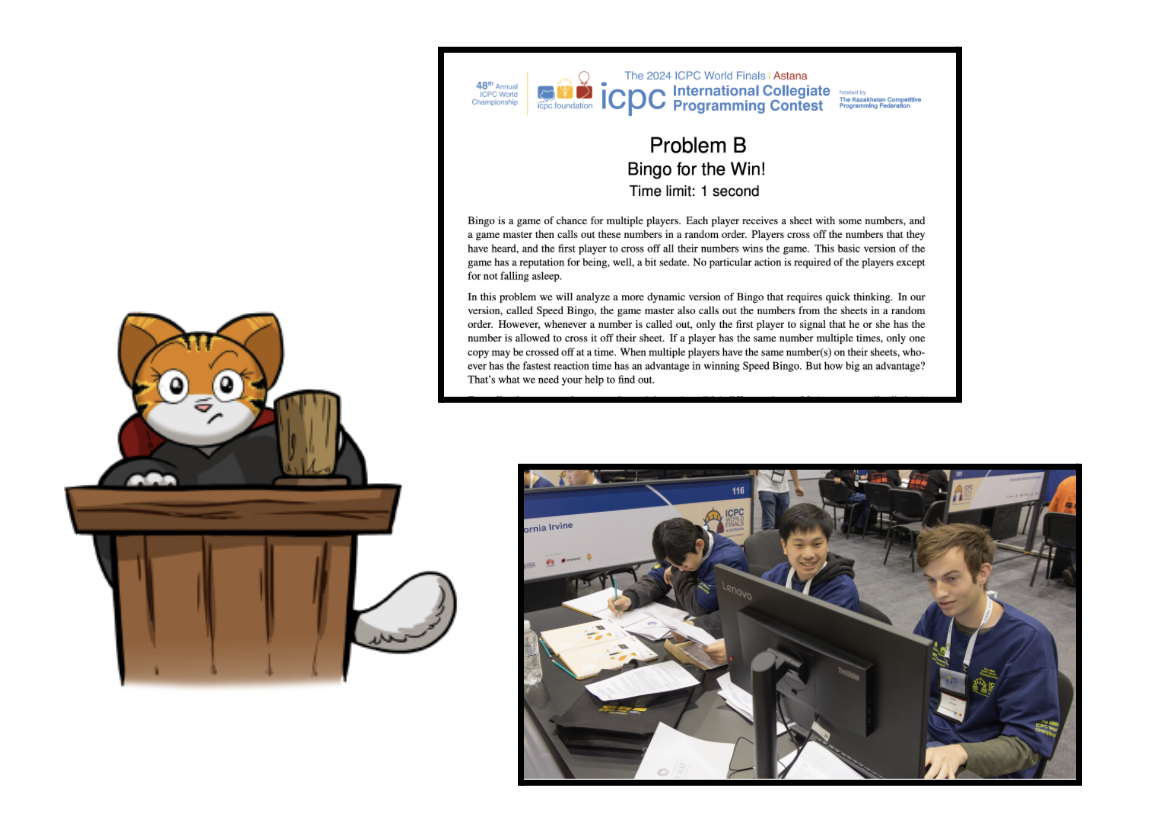 The 2024 ICPC World Finals | Astana
48th Annual
ICPC World
Championship
icpc.foundation
icpc
International Collegiate
Programming Contest
hosted by
The Kazakhstan Competitive
Programming Federation
Problem B
Bingo for the Win!
Time limit: 1 second
Bingo is a game of chance for multiple players. Each player receives a sheet with some numbers, and
a game master then calls out these numbers in a random order. Players cross off the numbers that they
have heard, and the first player to cross off all their numbers wins the game. This basic version of the
game has a reputation for being, well, a bit sedate. No particular action is required of the players except
for not falling asleep.
In this problem we will analyze a more dynamic version of Bingo that requires quick thinking. In our
version, called Speed Bingo, the game master also calls out the numbers from the sheets in a random
order. However, whenever a number is called out, only the first player to signal that he or she has the
number is allowed to cross it off their sheet. If a player has the same number multiple times, only one
copy may be crossed off at a time. When multiple players have the same number(s) on their sheets, who-
ever has the fastest reaction time has an advantage in winning Speed Bingo. But how big an advantage?
That's what we need your help to find out.
116
ornia Irvine
ICPC
WORLD
FINALS
Lenovo